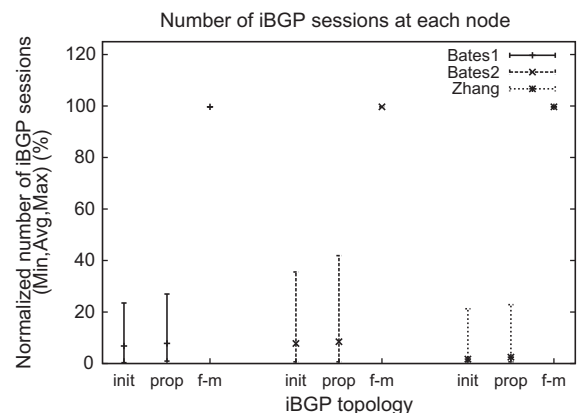 Number of iBGP sessions at each node
Normalized number of iBGP sessions
(Min,Avg,Max) (%)
120
100
80
60
40
20
0
Bates1
Bates2
Zhang
init prop f-m init prop f-m init prop f-m
iBGP topology